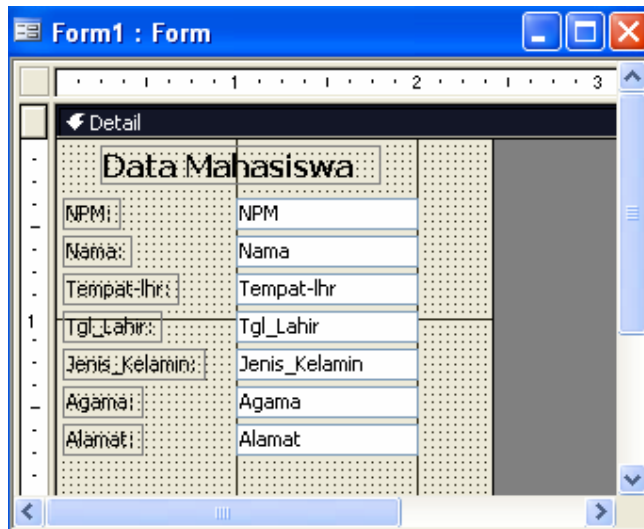 Form1 : Form
1 2 3
Detail
Data Mahasiswa
NPM: NPM
Nama: Nama
Tempat-lhr: Tempat-lhr
1
Tgl_Lahir: Tgl_Lahir
Jenis_Kelamin: Jenis_Kelamin
Agama: Agama
Alamat: Alamat